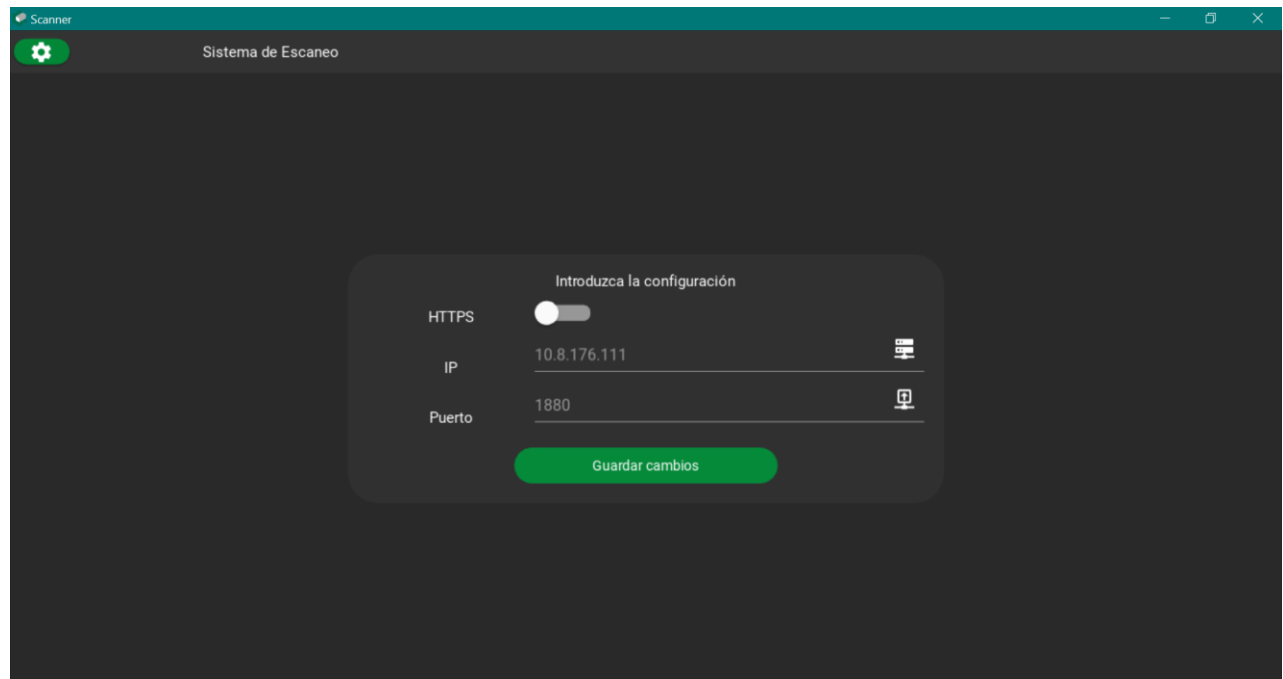 Scanner
Sistema de Escaneo
Introduzca la configuración
HTTPS
IP
10.8.176.111
Puerto
1880
Guardar cambios